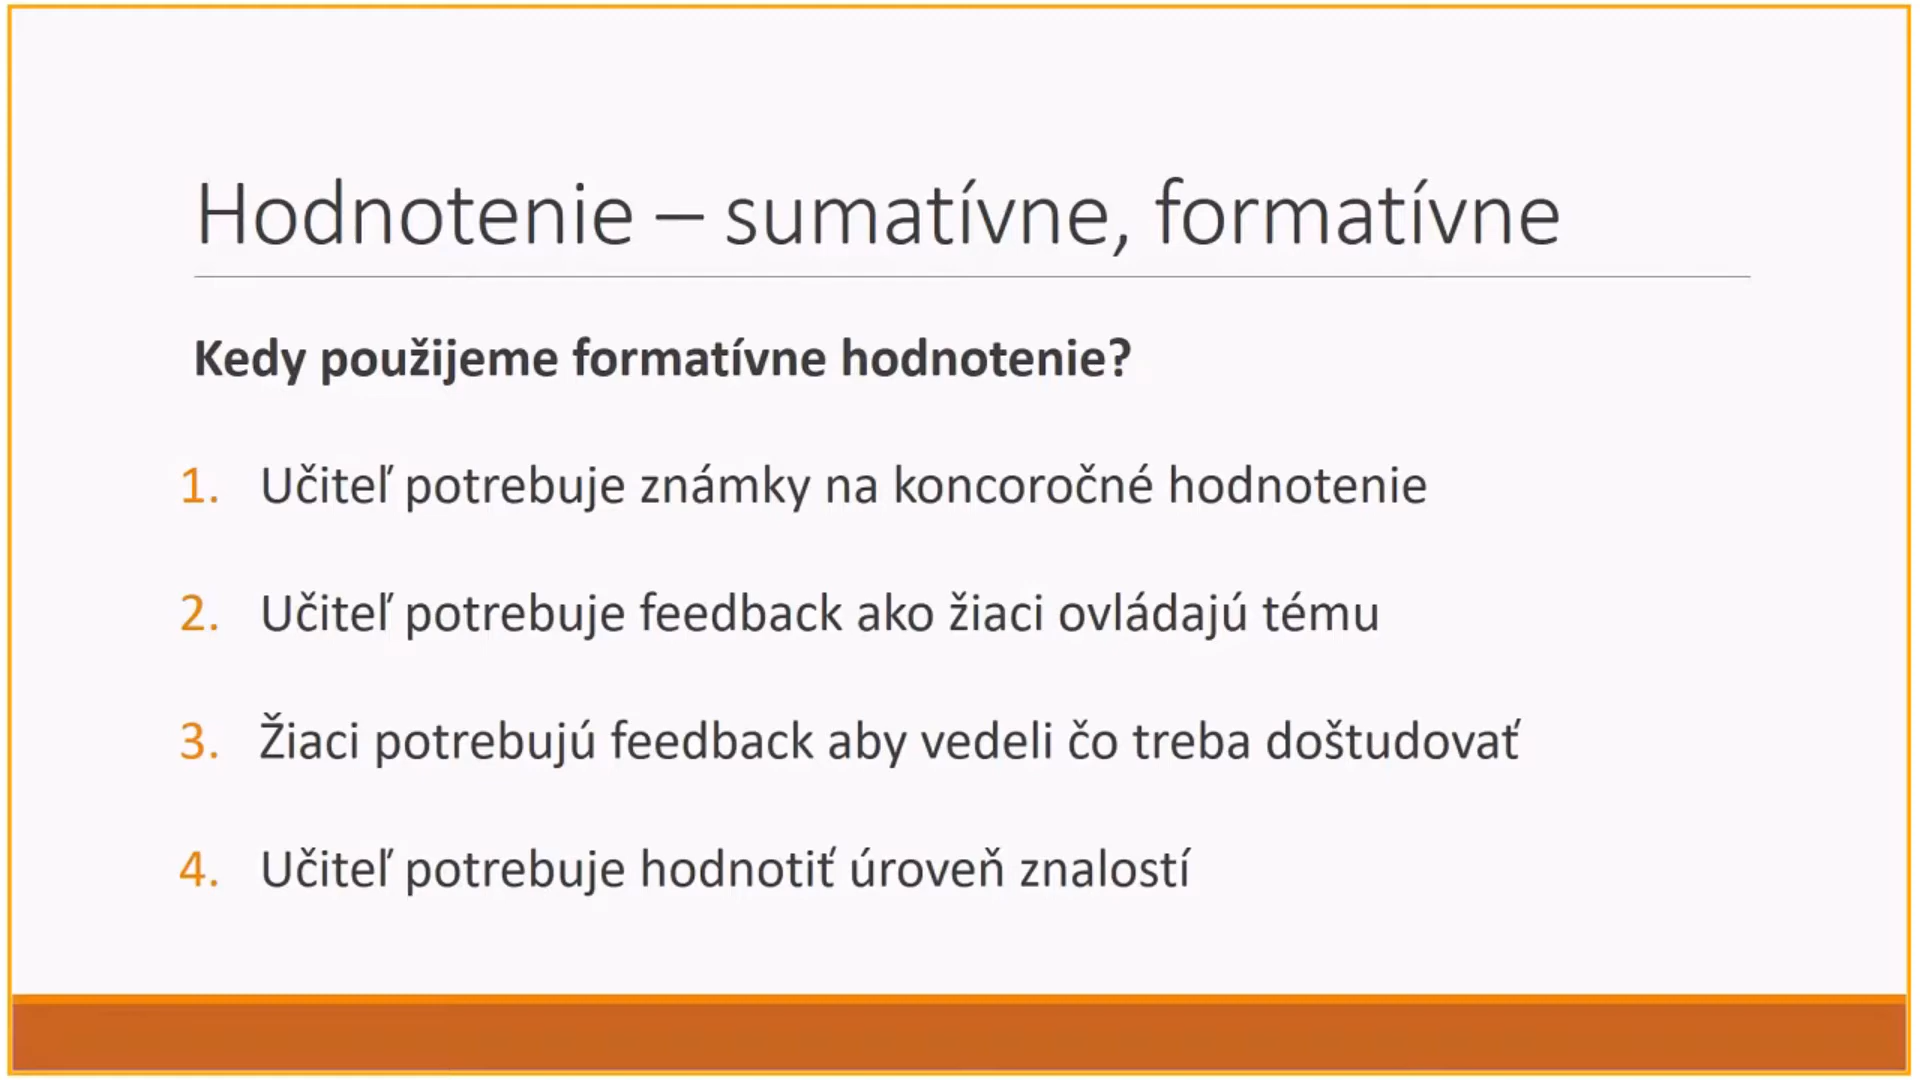 Hodnotenie – sumatívne, formatívne
Kedy použijeme formatívne hodnotenie?
1. Učiteľ potrebuje známky na koncoročné hodnotenie
2. Učiteľ potrebuje feedback ako žiaci ovládajú tému
3. Žiaci potrebujú feedback aby vedeli čo treba doštudovať
4. Učiteľ potrebuje hodnotiť úroveň znalostí